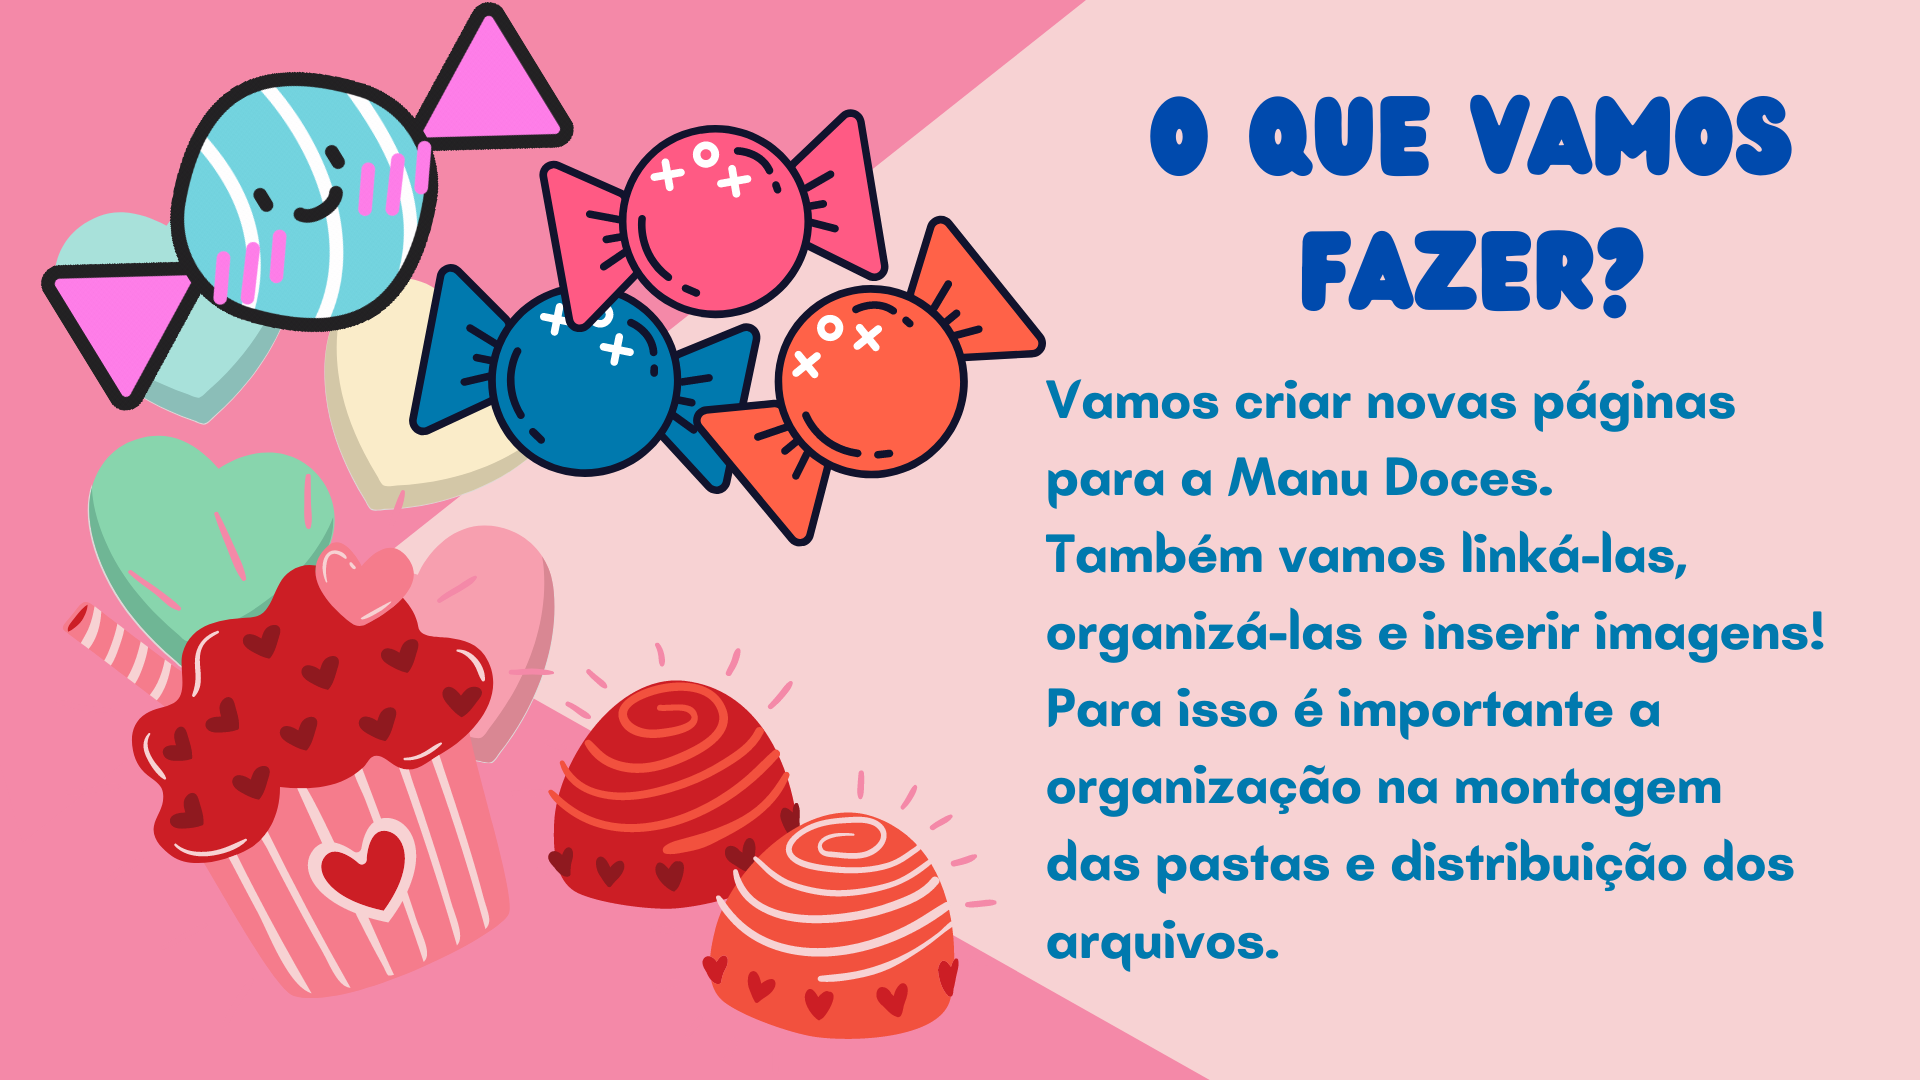 O QUE VAMOS
FAZER?
Vamos criar novas páginas
para a Manu Doces.
Também vamos linká-las,
organizá-las e inserir imagens!
Para isso é importante a
organização na montagem
das pastas e distribuição dos
arquivos.